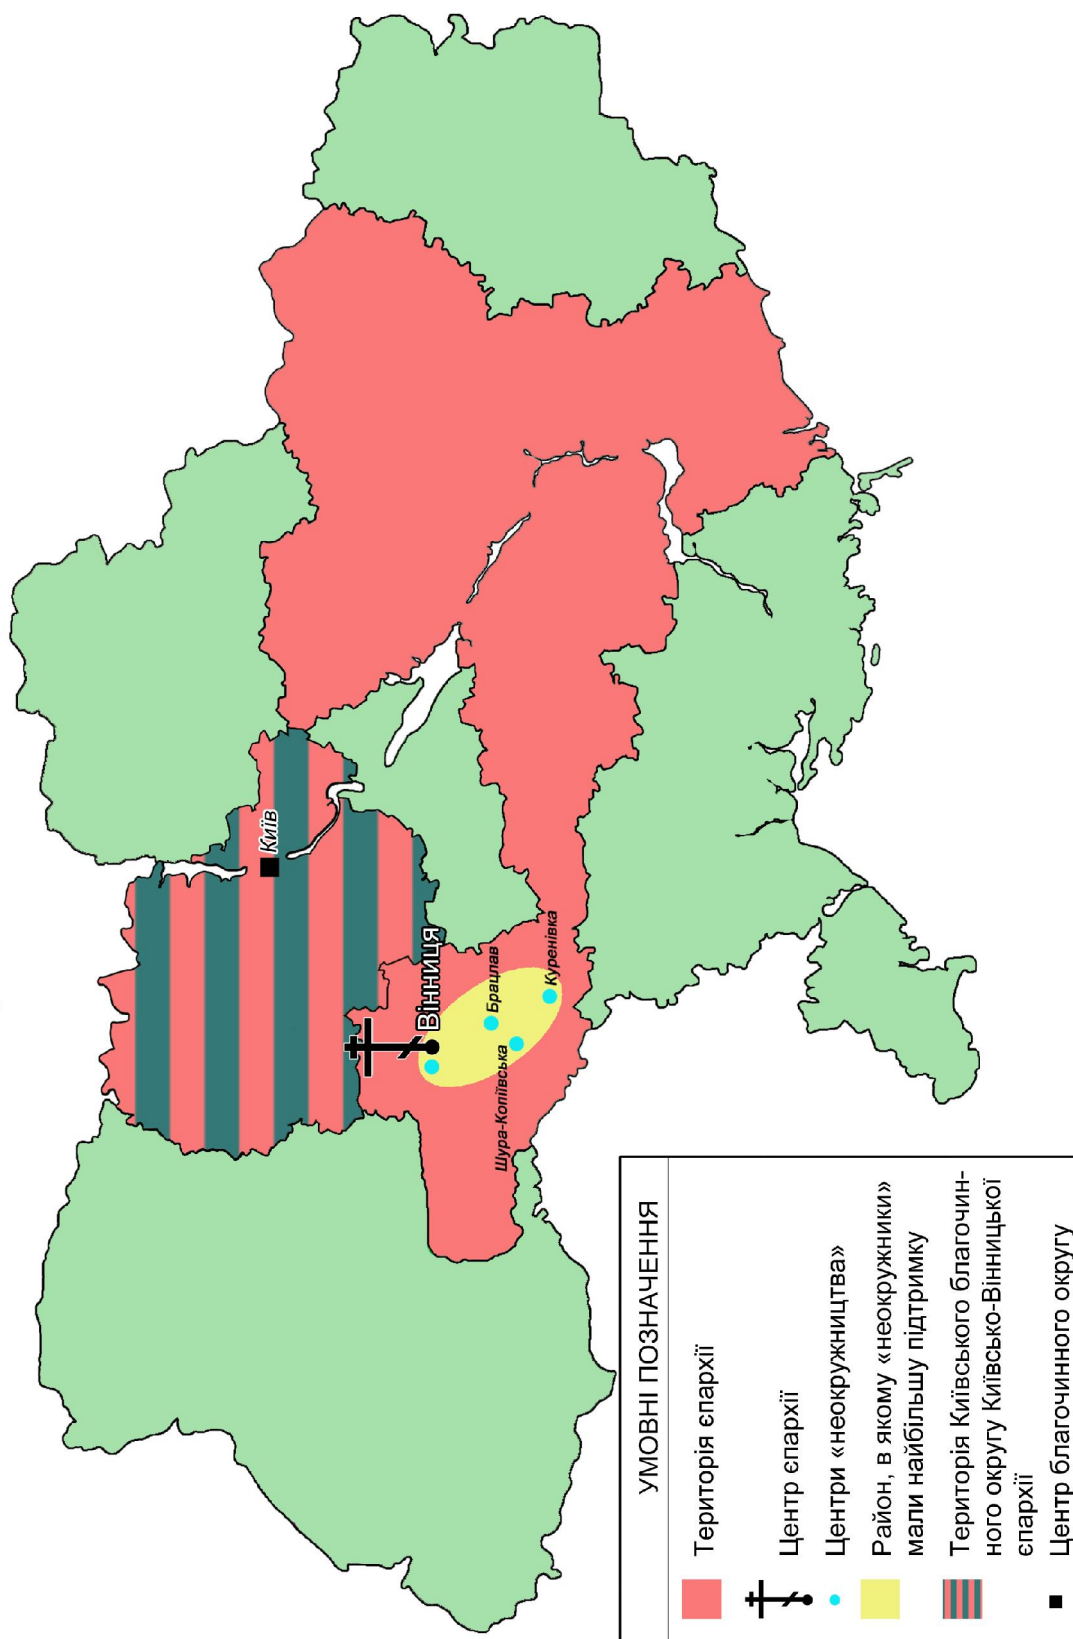 Київ
Вінниця
Брацлав
Шура-Копіївська
Куренівка
УМОВНІ ПОЗНАЧЕННЯ
Територія єпархії
Центр єпархії
Центри «неокружництва»
Район, в якому «неокружники»
мали найбільшу підтримку
Територія Київського благочин-
ного округу Київсько-Вінницької
єпархії
Центр благочинного округу